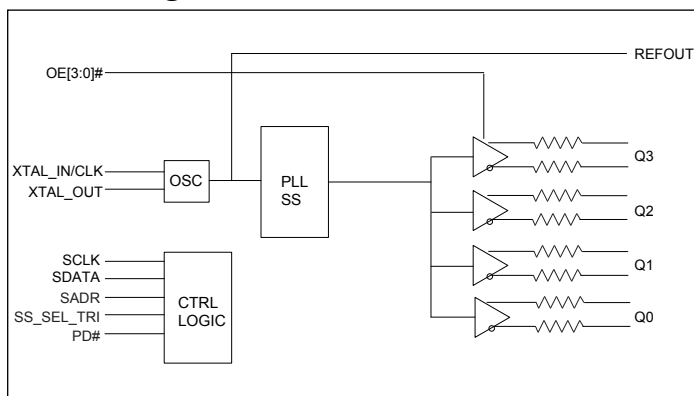 REFOUT
OE[3:0]#
XTAL_IN/CLK
XTAL_OUT
OSC
PLL
SS
Q3
Q2
Q1
Q0
SCLK
SDATA
SADR
SS_SEL_TRI
PD#
CTRL
LOGIC